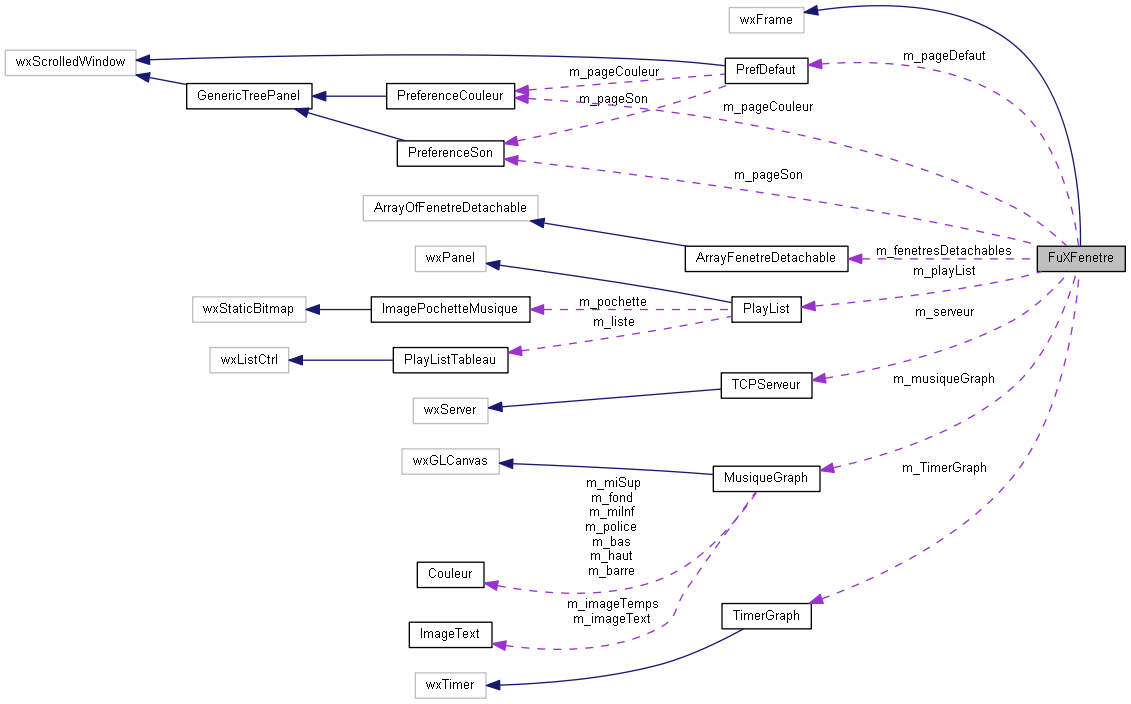 wxFrame
m_pageDefaut
wxScrolledWindow
PrefDefaut
m_pageCouleur
GenericTreePanel
PreferenceCouleur
m_pageSon
m_pageCouleur
PreferenceSon
m_pageSon
ArrayOfFenetreDetachable
wxPanel
ArrayFenetreDetachable
m_fenetresDetachables
FuXFenetre
m_playList
wxStaticBitmap
ImagePochetteMusique
m_pochette
PlayList
m_liste
m_serveur
wxListCtrl
PlayListTableau
TCPServeur
m_musiqueGraph
wxServer
wxGLCanvas
MusiqueGraph
m_TimerGraph
m_miSup
m_fond
m_miInf
m_police
m_bas
m_haut
m_barre
Couleur
m_imageTemps
m_imageText
TimerGraph
ImageText
wxTimer